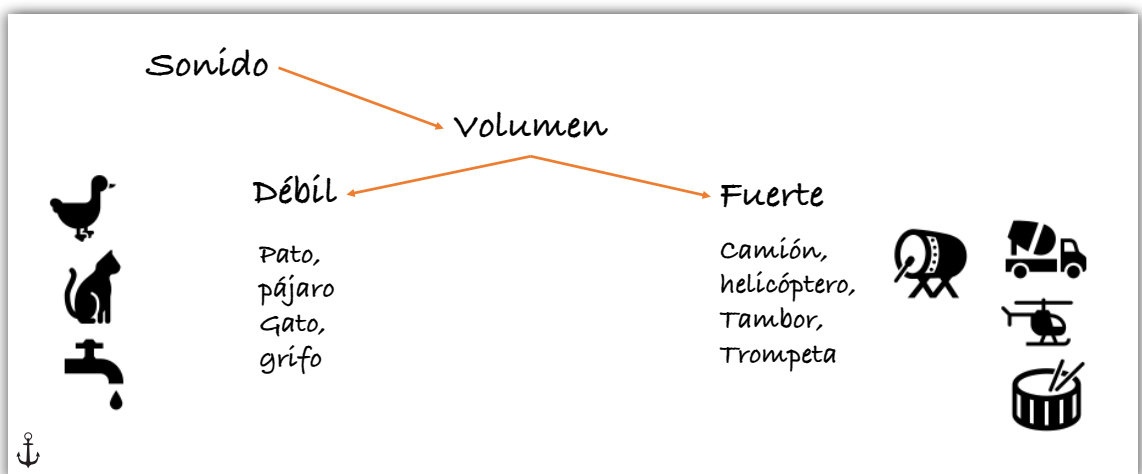 Sonido
Volumen
Débil
Pato,
pájaro
Gato,
grifo
Fuerte
Camión,
helicóptero,
Tambor,
Trompeta